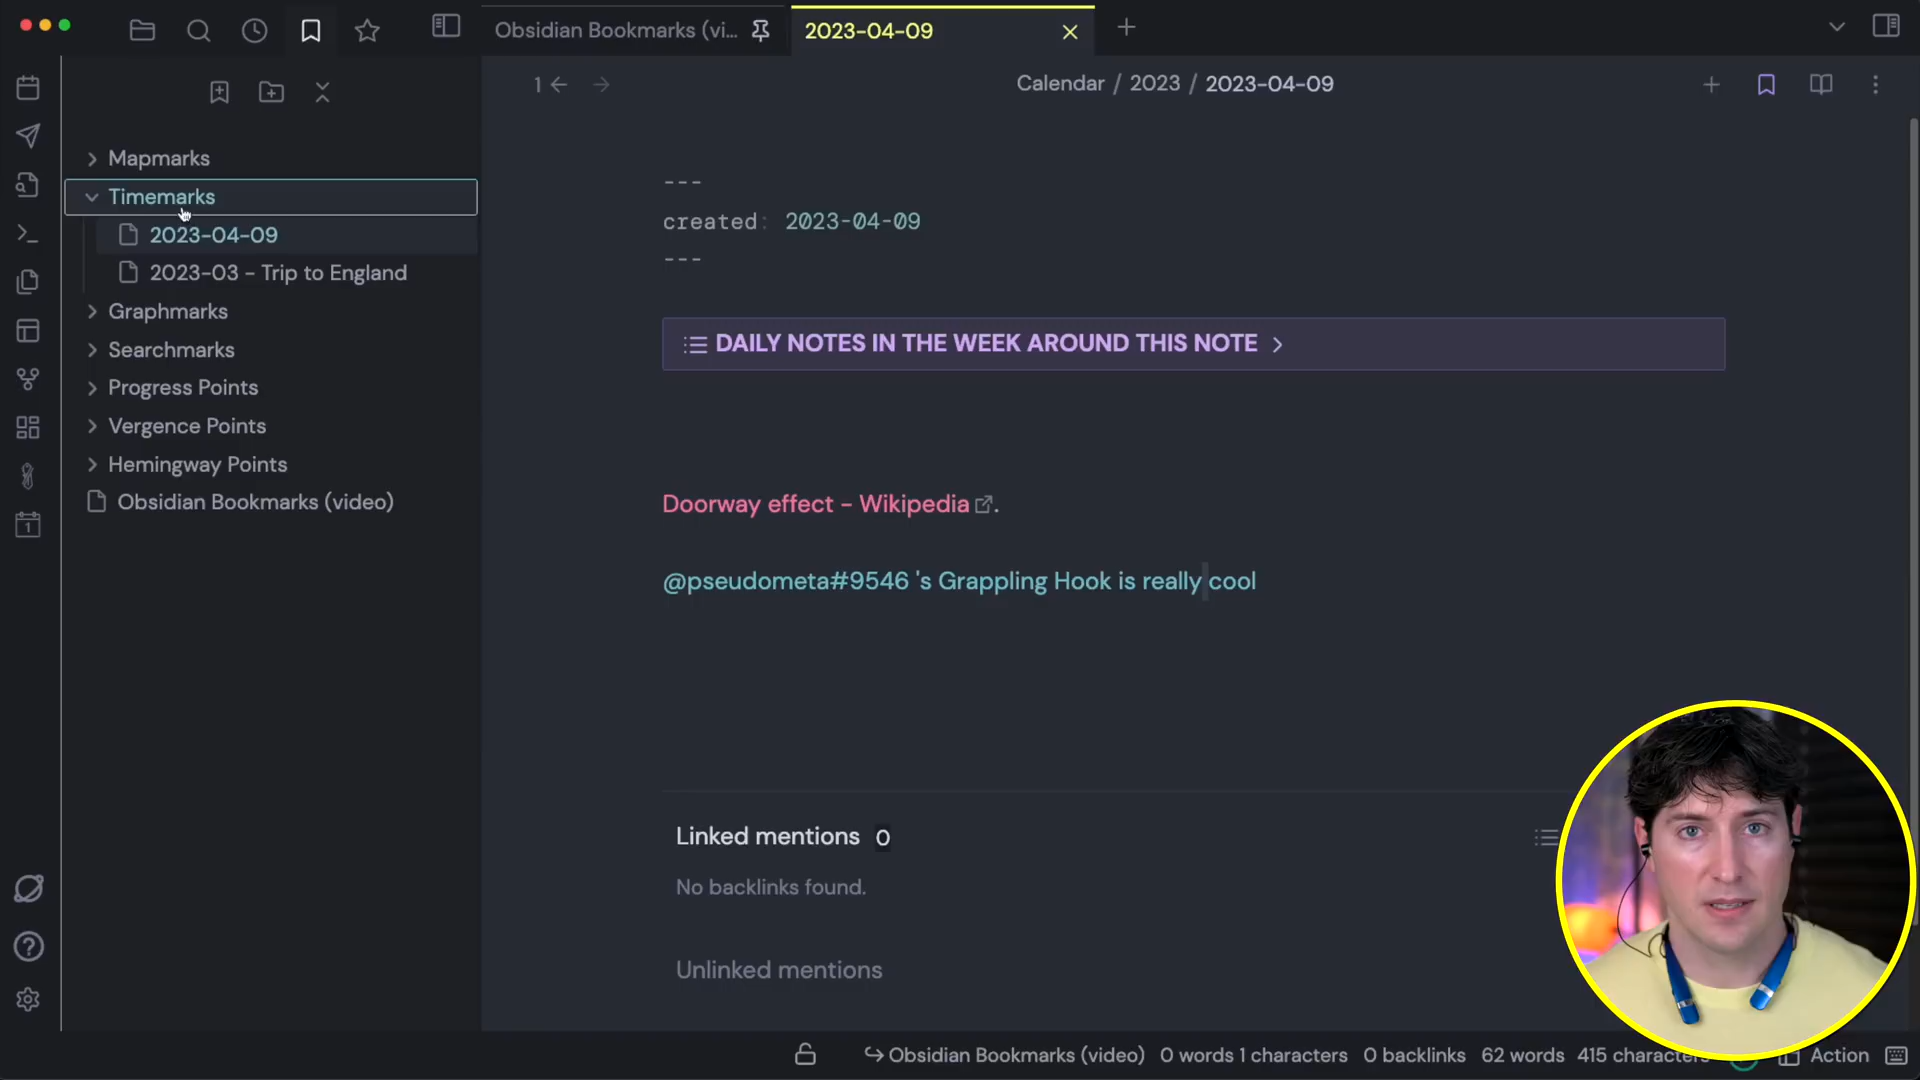 Obsidian Bookmarks (vi...
2023-04-09
1
Calendar / 2023 / 2023-04-09
Mapmarks
Timemarks
2023-04-09
2023-03 - Trip to England
Graphmarks
Searchmarks
Progress Points
Vergence Points
Hemingway Points
Obsidian Bookmarks (video)
1
---
created: 2023-04-09
---
DAILY NOTES IN THE WEEK AROUND THIS NOTE
Doorway effect - Wikipedia.
@pseudometa#9546 's Grappling Hook is really cool
Linked mentions 0
No backlinks found.
Unlinked mentions
Obsidian Bookmarks (video) 0 words 1 characters 0 backlinks 62 words 415 characters Action